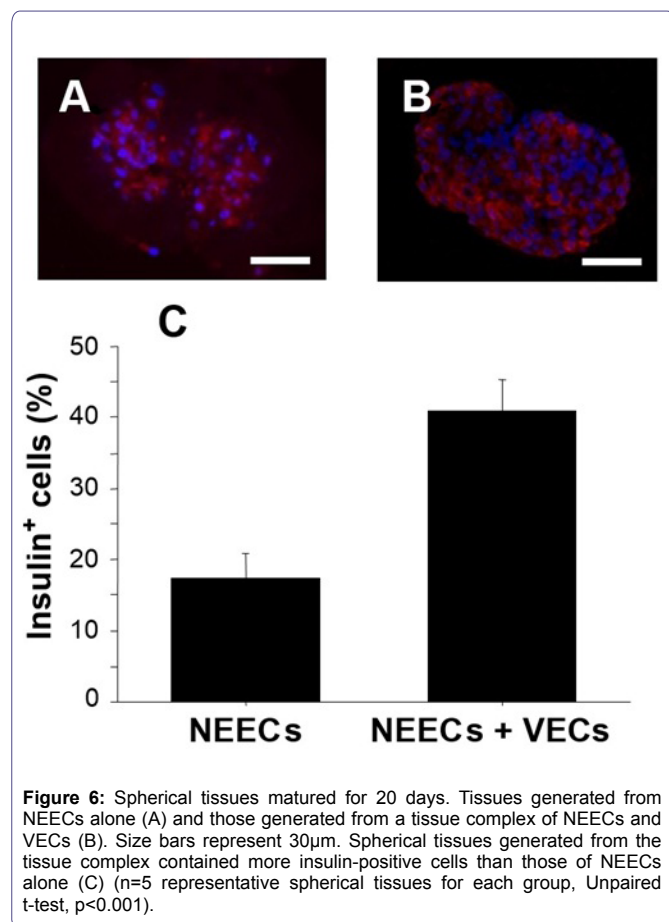 A
B
C
50
40
30
20
10
0
Insulin⁺ cells (%)
NEECs
NEECs + VECs
Figure 6: Spherical tissues matured for 20 days. Tissues generated from
NEECs alone (A) and those generated from a tissue complex of NEECs and
VECs (B). Size bars represent 30µm. Spherical tissues generated from the
tissue complex contained more insulin-positive cells than those of NEECs
alone (C) (n=5 representative spherical tissues for each group, Unpaired
t-test, p<0.001).